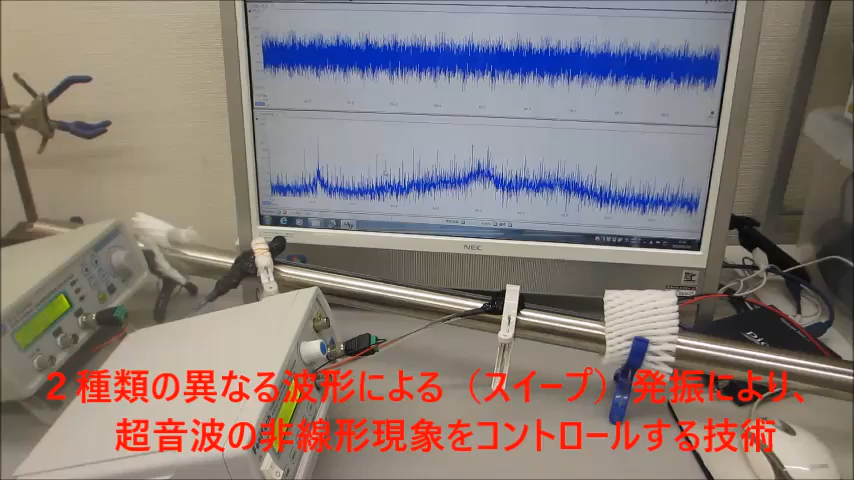 NEC
２種類の異なる波形による（スイープ）発振により、
超音波の非線形現象をコントロールする技術